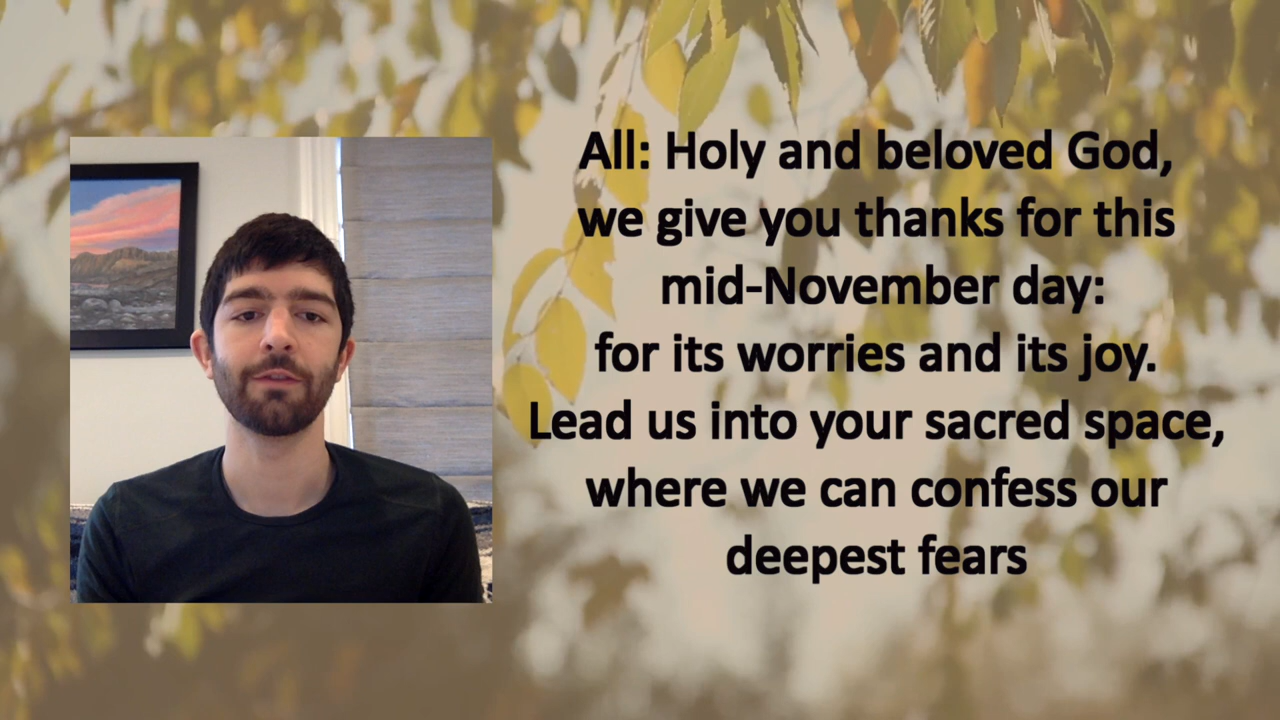 All: Holy and beloved God,
we give you thanks for this
mid-November day:
for its worries and its joy.
Lead us into your sacred space,
where we can confess our
deepest fears